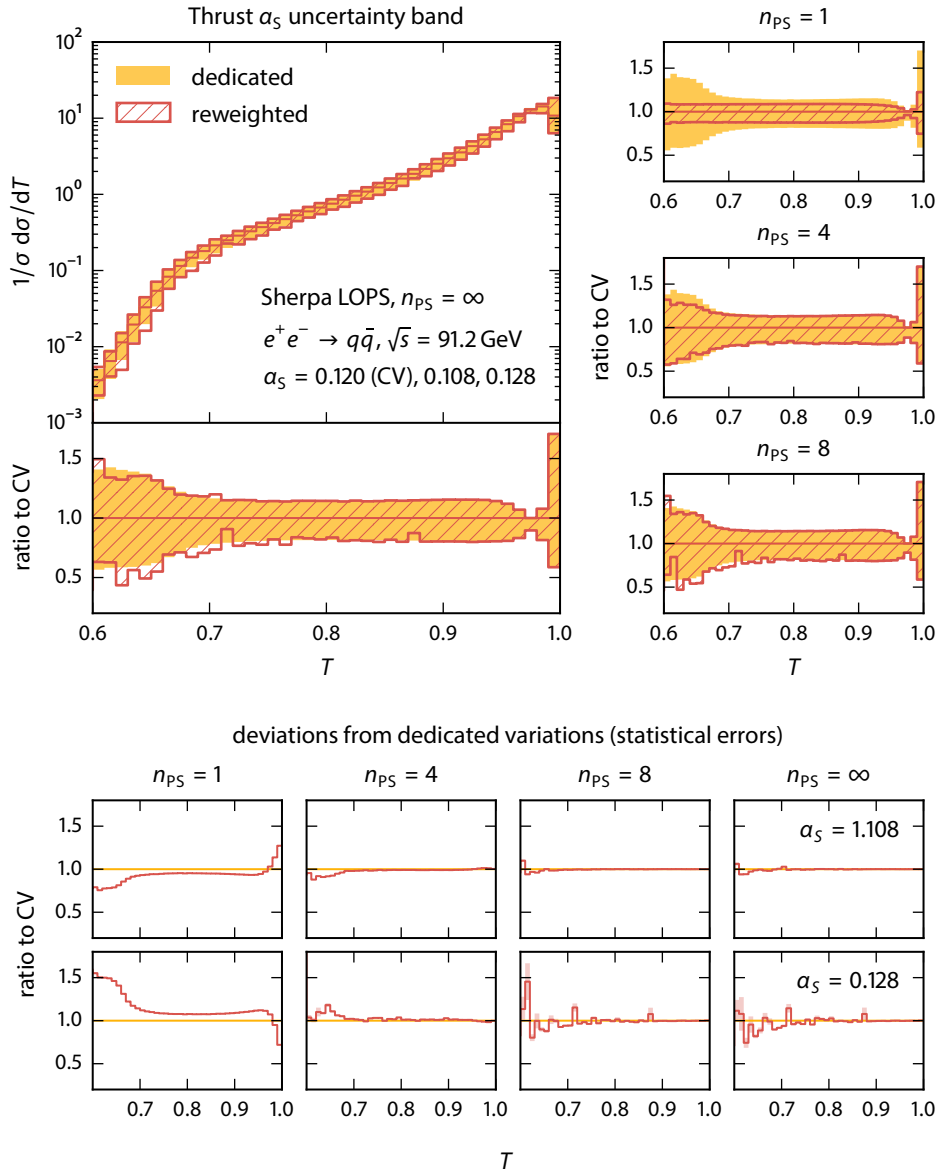 Thrust αS uncertainty band
10²
10¹
10⁰
10⁻¹
10⁻²
10⁻³
1/σ dσ/dT
dedicated
reweighted
Sherpa LOPS, nPS = ∞
e⁺ e⁻ → qq̄, √s = 91.2 GeV
αS = 0.120 (CV), 0.108, 0.128
ratio to CV
1.5
1.0
0.5
0.6 0.7 0.8 0.9 1.0
T
nPS = 1
1.5
1.0
0.5
0.6 0.7 0.8 0.9 1.0
nPS = 4
ratio to CV
1.5
1.0
0.5
0.6 0.7 0.8 0.9 1.0
nPS = 8
1.5
1.0
0.5
0.6 0.7 0.8 0.9 1.0
T
deviations from dedicated variations (statistical errors)
nPS = 1 nPS = 4 nPS = 8 nPS = ∞
ratio to CV
1.5
1.0
0.5
αS = 1.108
1.5
1.0
0.5
αS = 0.128
0.7 0.8 0.9 1.0 0.7 0.8 0.9 1.0 0.7 0.8 0.9 1.0 0.7 0.8 0.9 1.0
T